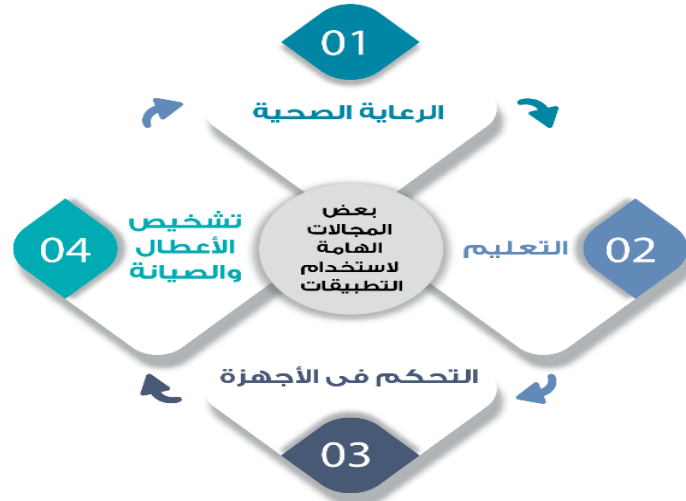 01
الرعاية الصحية
02
التعليم
03
التحكم فى الأجهزة
04
تشخيص
الأعطال
والصيانة
بعض
المجالات
الهامة
لاستخدام
التطبيقات